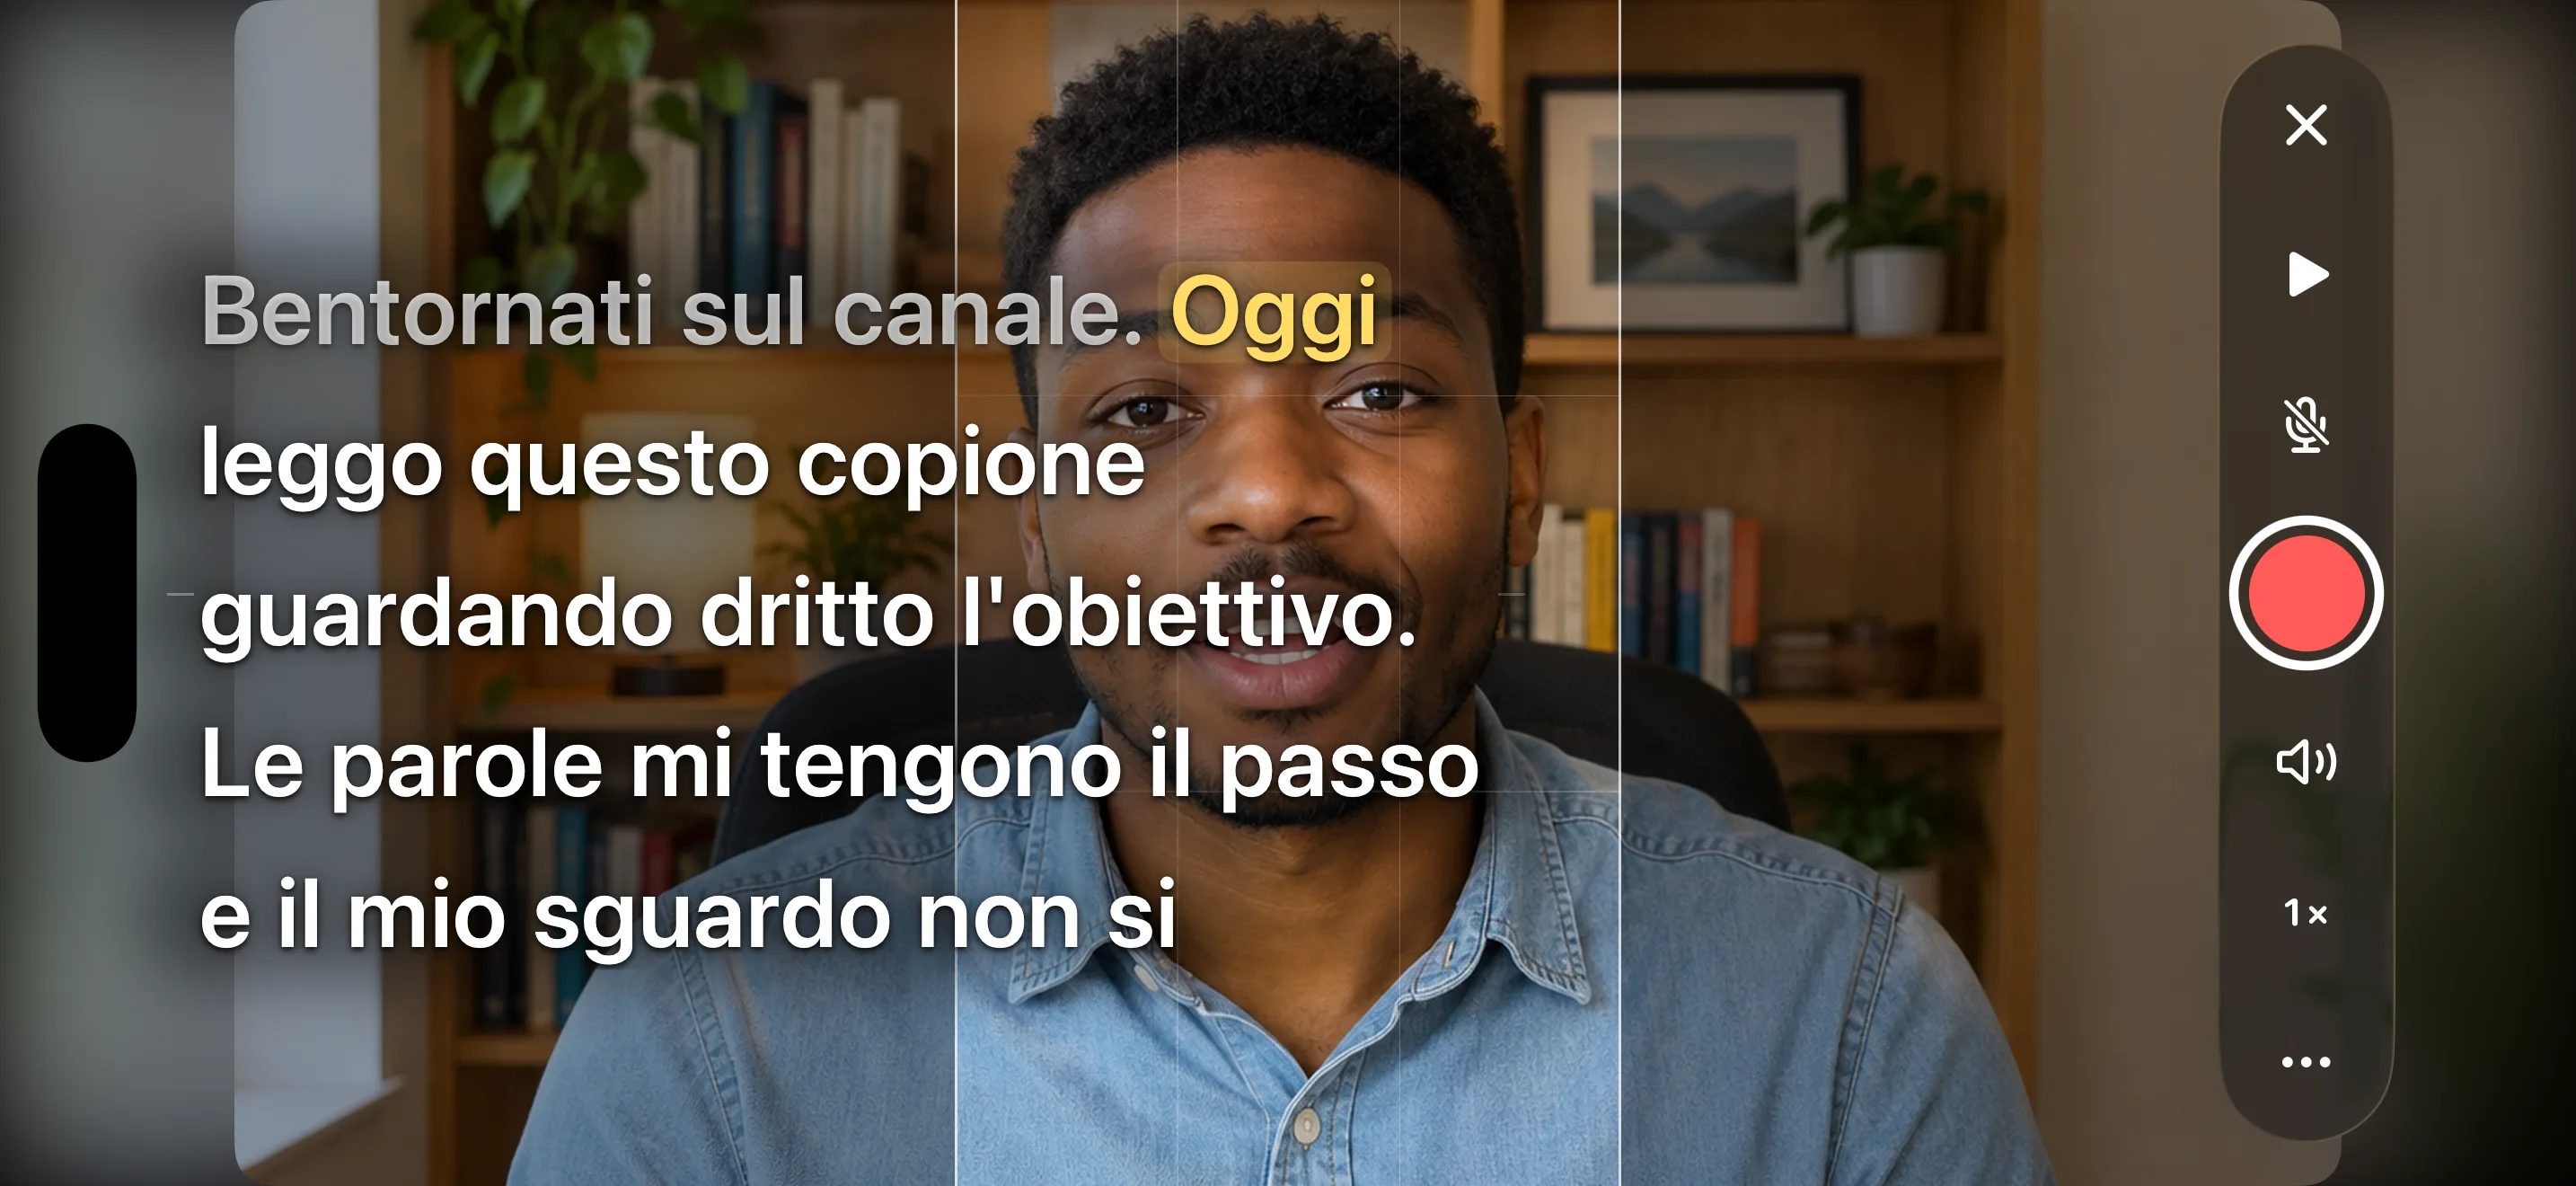 Bentornati sul canale. Oggi
leggo questo copione
guardando dritto l'obiettivo.
Le parole mi tengono il passo
e il mio sguardo non si
1×